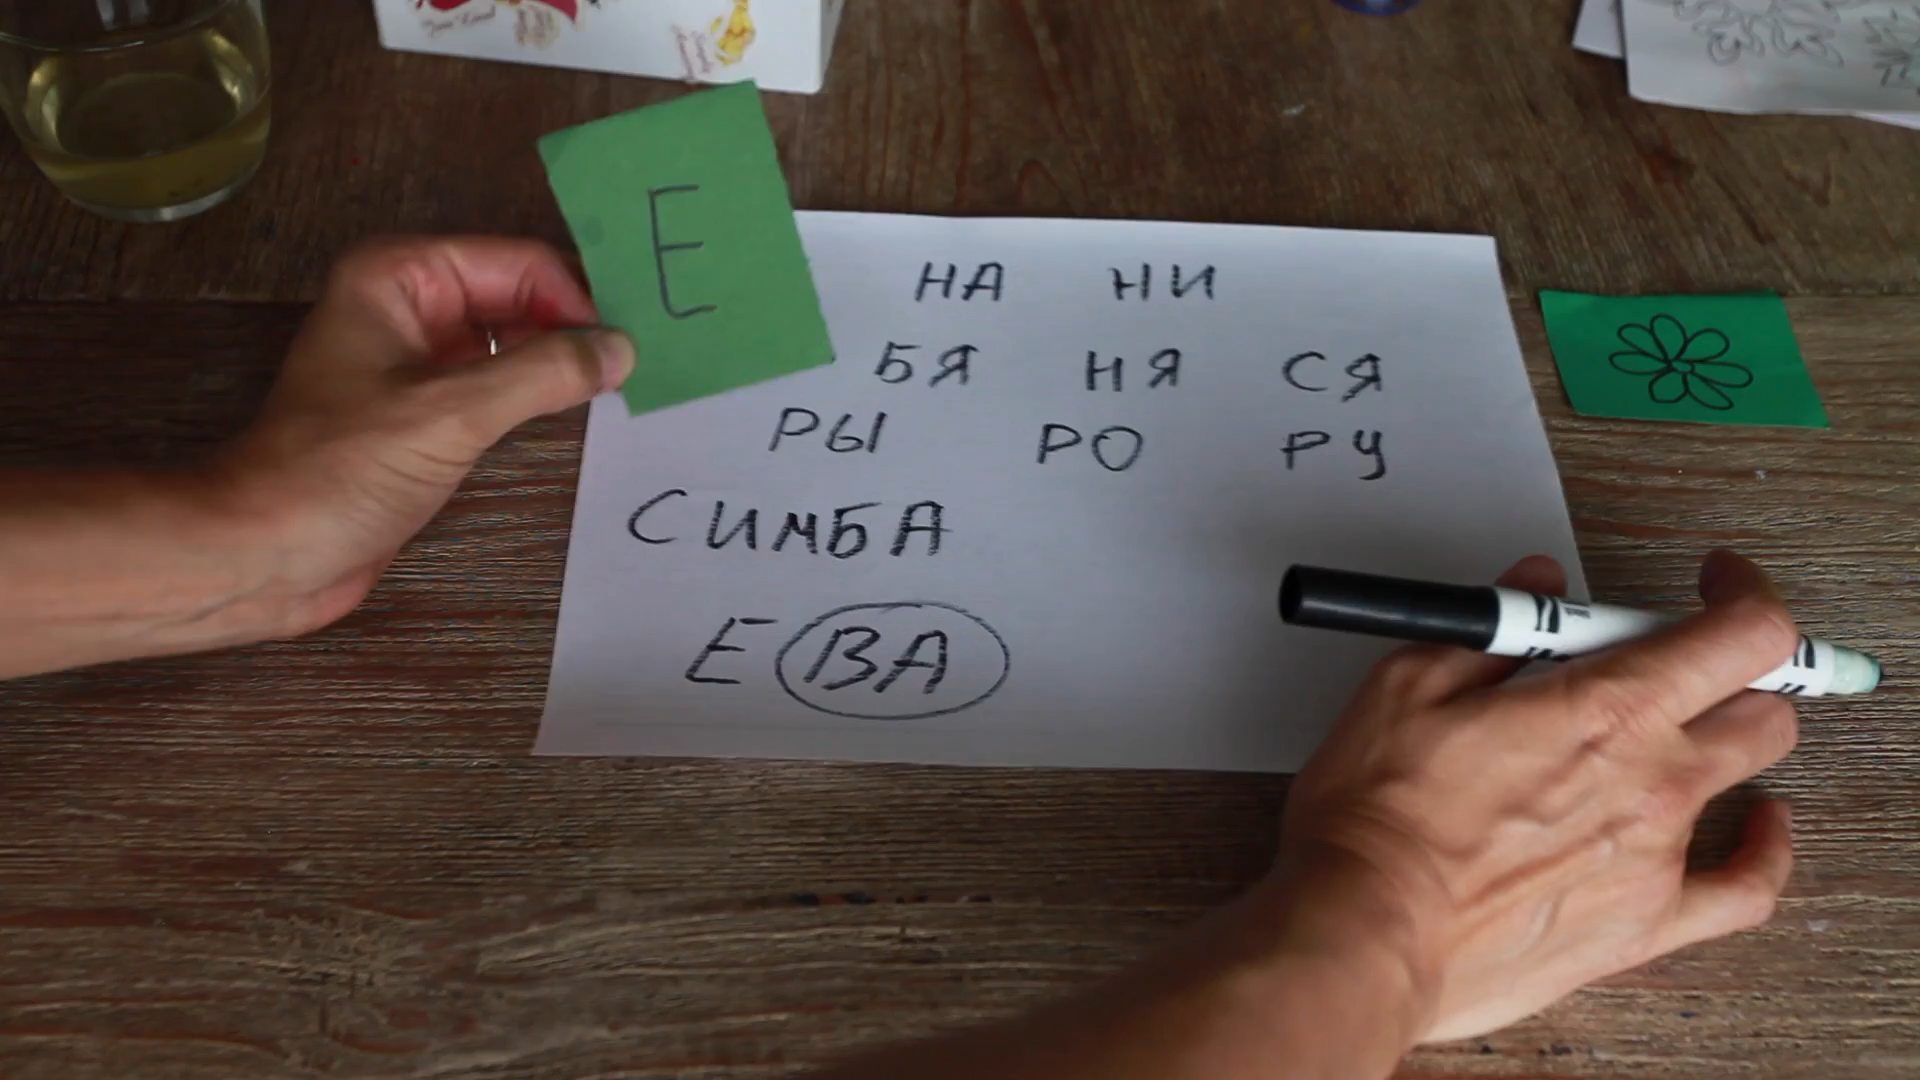 Е
НА НИ
БЯ НЯ СЯ
РЫ РО РУ
СИМБА
ЕВА